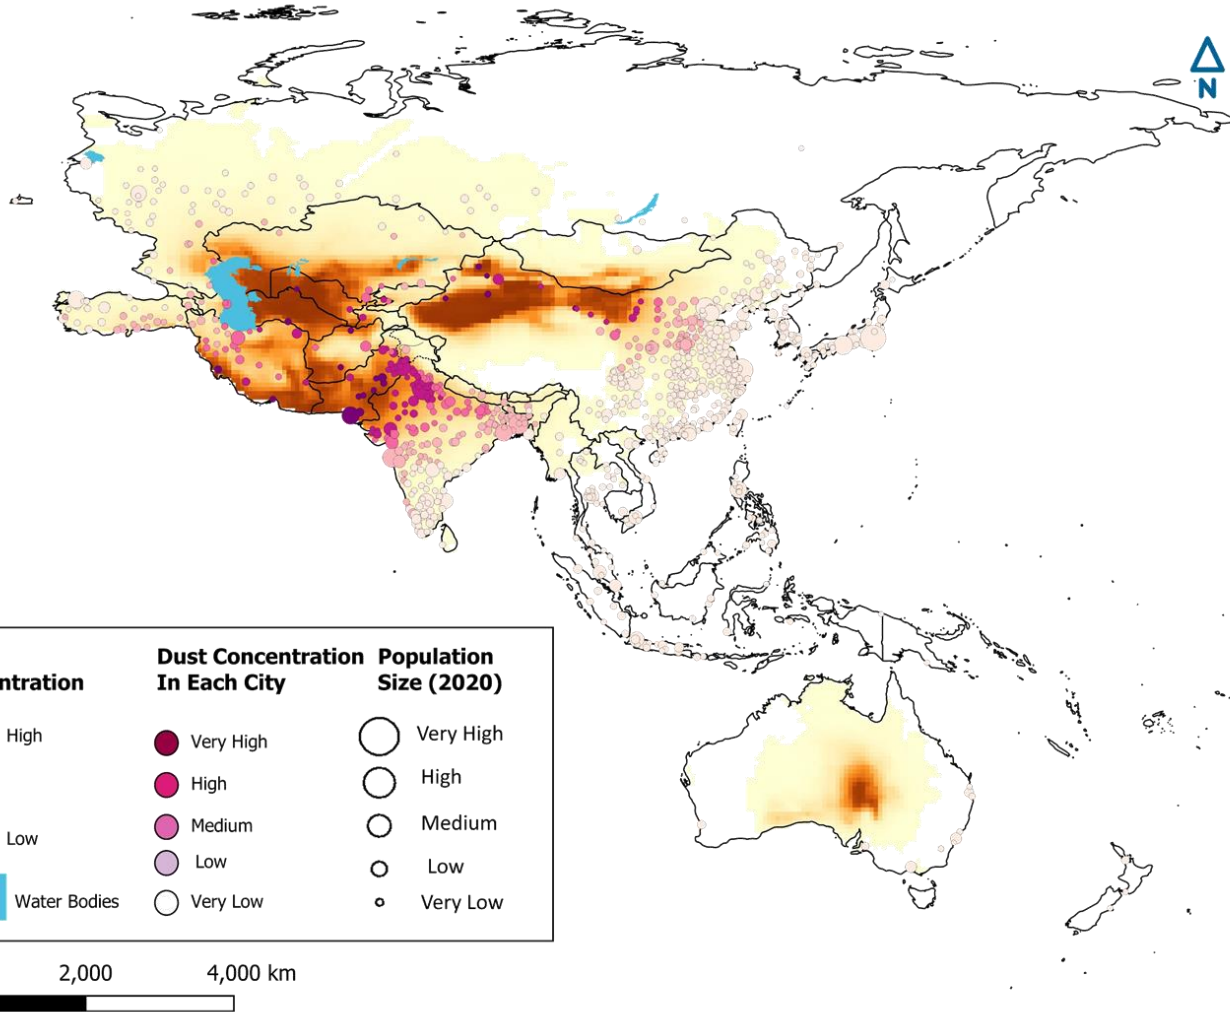 N
Dust Concentration
In Each City
Population
Size (2020)
ntration
High
Low
Water Bodies
Very High
High
Medium
Low
Very Low
Very High
High
Medium
Low
Very Low
2,000
4,000 km